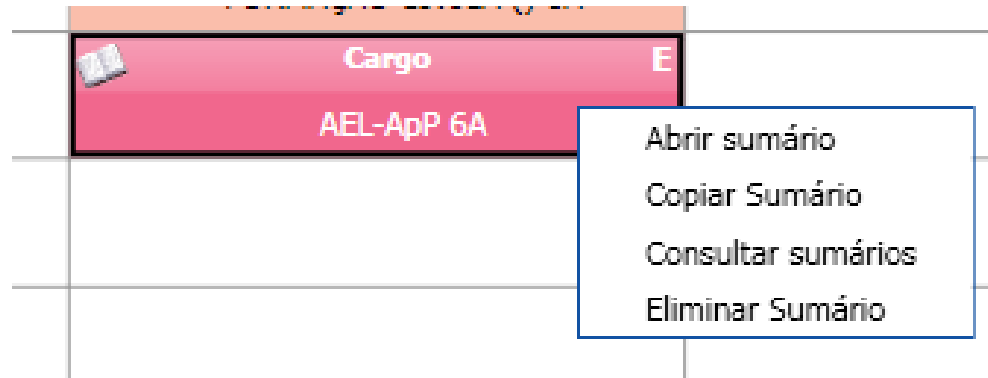 Cargo E
AEL-ApP 6A
Abrir sumário
Copiar Sumário
Consultar sumários
Eliminar Sumário